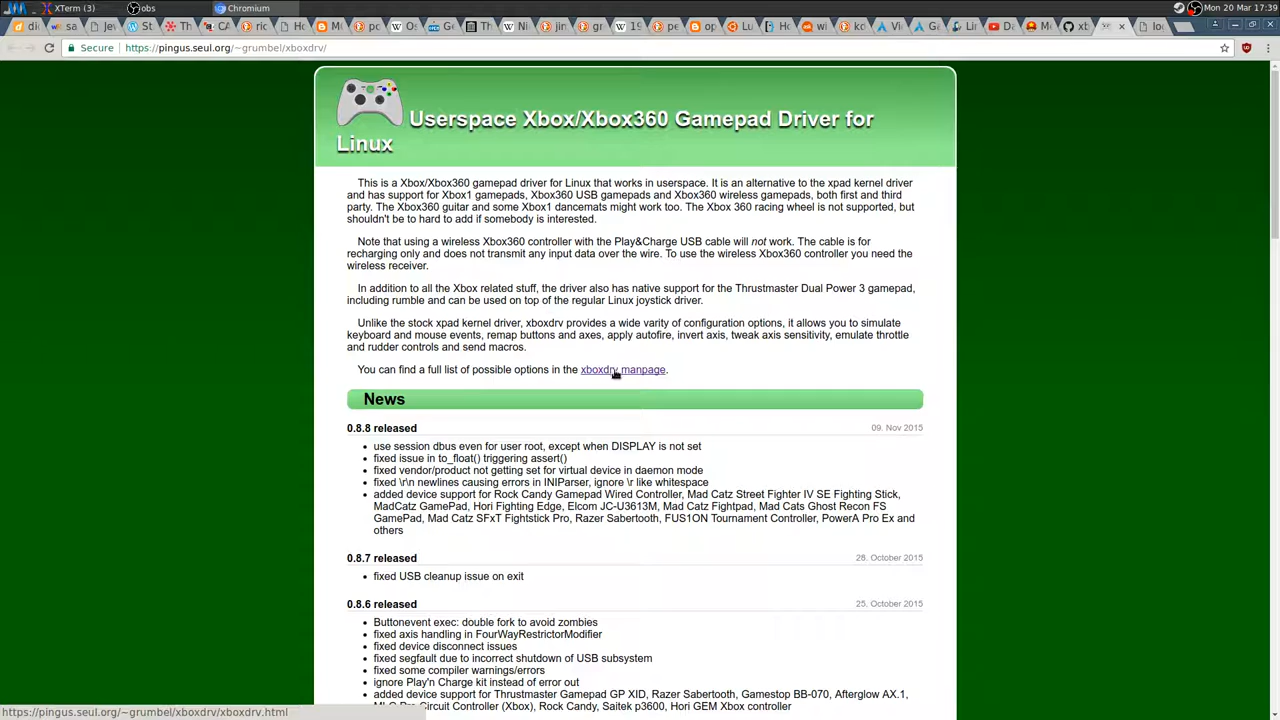 XTerm (3)
obs
Chromium
Mon 20 Mar 17:39
Secure
https://pingus.seul.org/~grumbel/xboxdrv/
Userspace Xbox/Xbox360 Gamepad Driver for
Linux
This is a Xbox/Xbox360 gamepad driver for Linux that works in userspace. It is an alternative to the xpad kernel driver
and has support for Xbox1 gamepads, Xbox360 USB gamepads and Xbox360 wireless gamepads, both first and third
party. The Xbox360 guitar and some Xbox1 dancemats might work too. The Xbox 360 racing wheel is not supported, but
shouldn't be to hard to add if somebody is interested.
Note that using a wireless Xbox360 controller with the Play&Charge USB cable will not work. The cable is for
recharging only and does not transmit any input data over the wire. To use the wireless Xbox360 controller you need the
wireless receiver.
In addition to all the Xbox related stuff, the driver also has native support for the Thrustmaster Dual Power 3 gamepad,
including rumble and can be used on top of the regular Linux joystick driver.
Unlike the stock xpad kernel driver, xboxdrv provides a wide varity of configuration options, it allows you to simulate
keyboard and mouse events, remap buttons and axes, apply autofire, invert axis, tweak axis sensitivity, emulate throttle
and rudder controls and send macros.
You can find a full list of possible options in the xboxdrv manpage.
News
0.8.8 released 09. Nov 2015
• use session dbus even for user root, except when DISPLAY is not set
• fixed issue in to_float() triggering assert()
• fixed vendor/product not getting set for virtual device in daemon mode
• fixed \r\n newlines causing errors in INIParser, ignore \r like whitespace
• added device support for Rock Candy Gamepad Wired Controller, Mad Catz Street Fighter IV SE Fighting Stick,
MadCatz GamePad, Hori Fighting Edge, Elcom JC-U3613M, Mad Catz Fightpad, Mad Cats Ghost Recon FS
GamePad, Mad Catz SFxT Fightstick Pro, Razer Sabertooth, FUS1ON Tournament Controller, PowerA Pro Ex and
others
0.8.7 released 28. October 2015
• fixed USB cleanup issue on exit
0.8.6 released 25. October 2015
• Buttonevent exec: double fork to avoid zombies
• fixed axis handling in FourWayRestrictorModifier
• fixed device disconnect issues
• fixed segfault due to incorrect shutdown of USB subsystem
• fixed some compiler warnings/errors
• ignore Play'n Charge kit instead of error out
• added device support for Thrustmaster Gamepad GP XID, Razer Sabertooth, Gamestop BB-070, Afterglow AX.1,
MLG Pro Circuit Controller (Xbox), Rock Candy, Saitek p3600, Hori GEM Xbox controller
https://pingus.seul.org/~grumbel/xboxdrv/xboxdrv.html